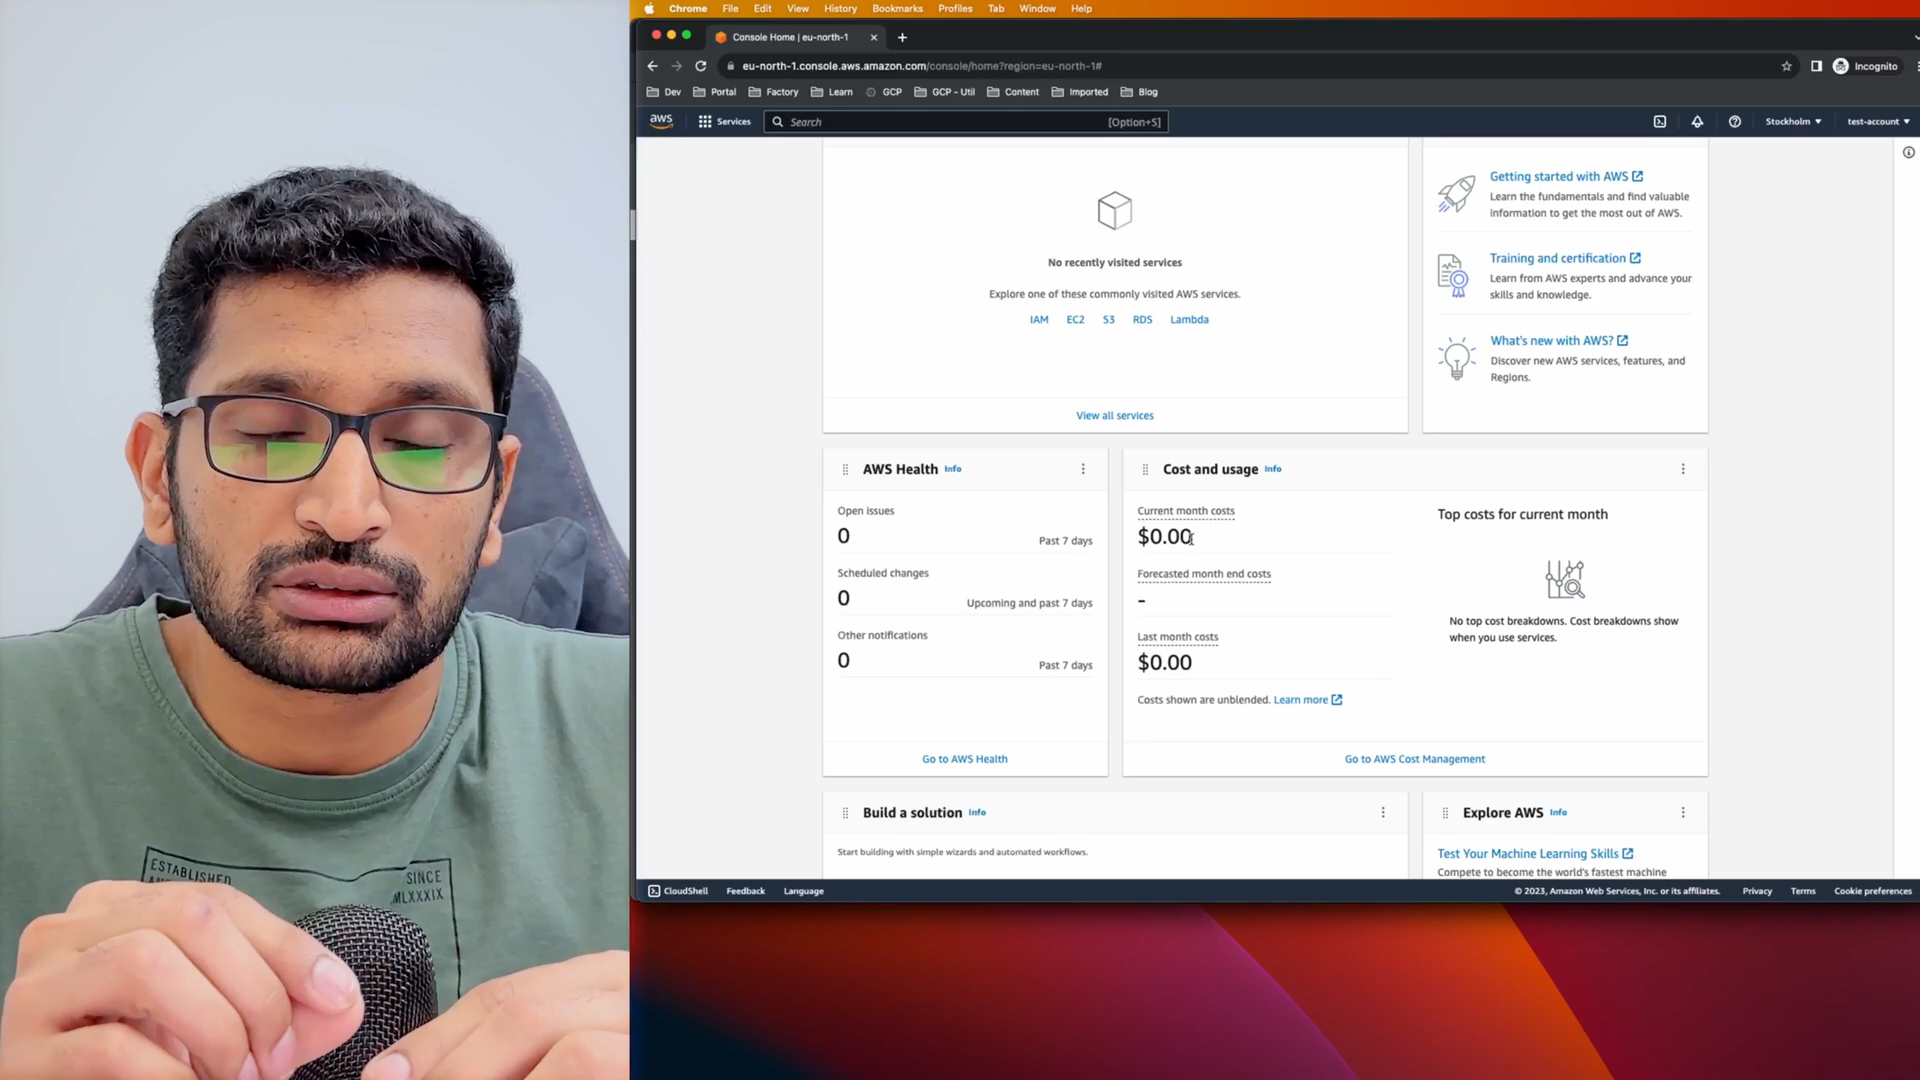 Chrome File Edit View History Bookmarks Profiles Tab Window Help
Console Home | eu-north-1
eu-north-1.console.aws.amazon.com/console/home?region=eu-north-1#
Incognito
Dev Portal Factory Learn GCP GCP - Util Content Imported Blog
aws Services Search [Option+S] Stockholm test-account
No recently visited services
Explore one of these commonly visited AWS services.
IAM EC2 S3 RDS Lambda
View all services
Getting started with AWS
Learn the fundamentals and find valuable
information to get the most out of AWS.
Training and certification
Learn from AWS experts and advance your
skills and knowledge.
What's new with AWS?
Discover new AWS services, features, and
Regions.
AWS Health Info
Open issues
0 Past 7 days
Scheduled changes
0 Upcoming and past 7 days
Other notifications
0 Past 7 days
Go to AWS Health
Cost and usage Info
Current month costs
$0.00
Forecasted month end costs
-
Last month costs
$0.00
Costs shown are unblended. Learn more
Top costs for current month
No top cost breakdowns. Cost breakdowns show
when you use services.
Go to AWS Cost Management
Build a solution Info
Start building with simple wizards and automated workflows.
Explore AWS Info
Test Your Machine Learning Skills
Compete to become the world's fastest machine
CloudShell Feedback Language
© 2023, Amazon Web Services, Inc. or its affiliates. Privacy Terms Cookie preferences
ESTABLISHED
SINCE
MLXXXIX